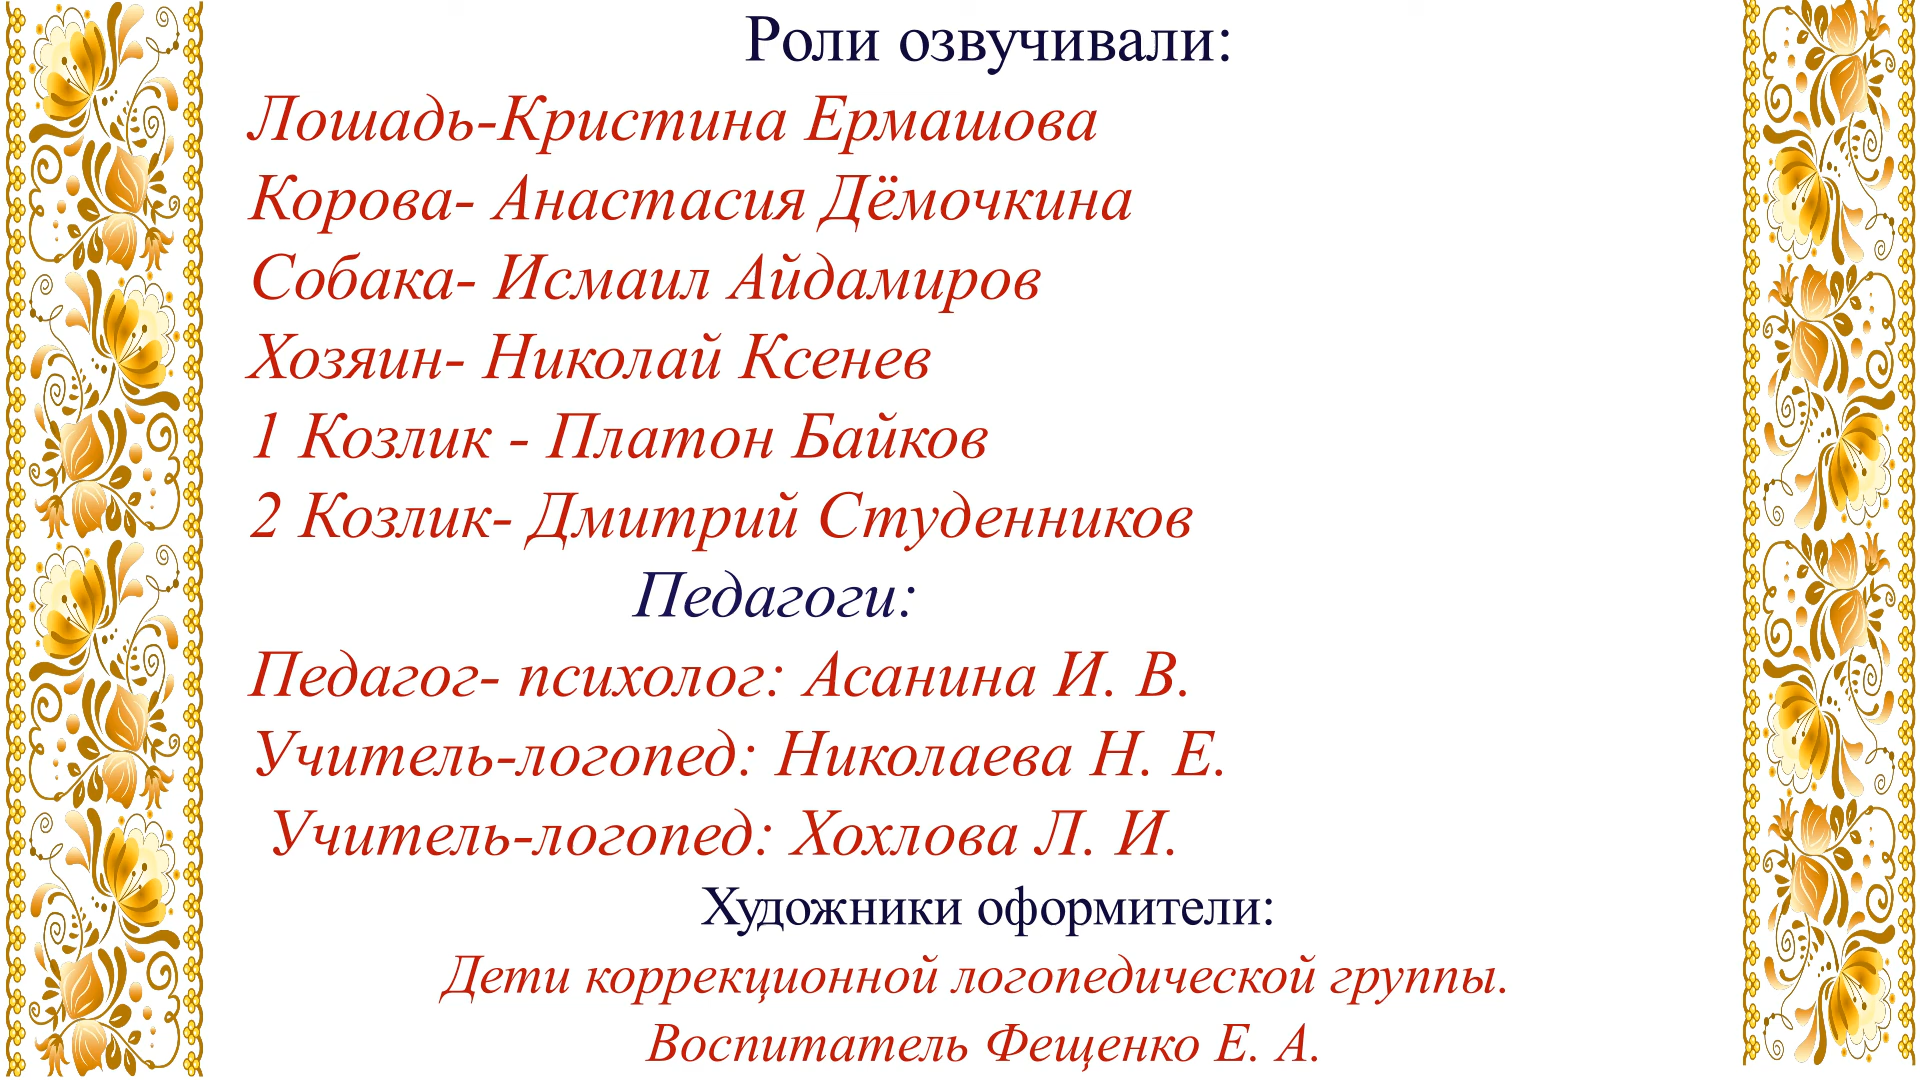 Роли озвучивали:
Лошадь-Кристина Ермашова
Корова- Анастасия Дёмочкина
Собака- Исмаил Айдамиров
Хозяин- Николай Ксенев
1 Козлик - Платон Байков
2 Козлик- Дмитрий Студенников
Педагоги:
Педагог- психолог: Асанина И. В.
Учитель-логопед: Николаева Н. Е.
Учитель-логопед: Хохлова Л. И.
Художники оформители:
Дети коррекционной логопедической группы.
Воспитатель Фещенко Е. А.